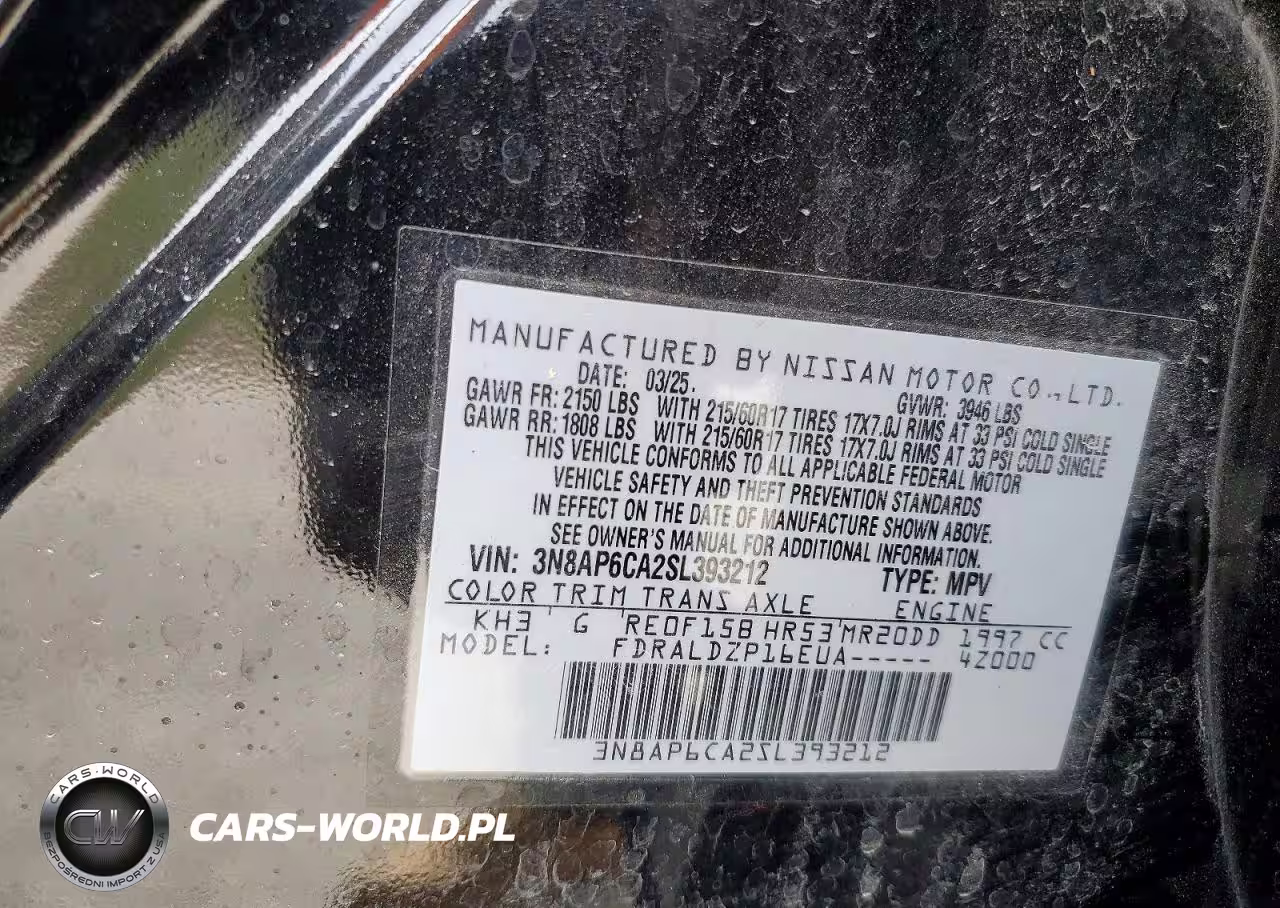 MANUFACTURED BY NISSAN MOTOR CO.,LTD.
DATE: 03/25. GVWR: 3946 LBS
GAWR FR: 2150 LBS WITH 215/60R17 TIRES 17X7.0J RIMS AT 33 PSI COLD SINGLE
GAWR RR: 1808 LBS WITH 215/60R17 TIRES 17X7.0J RIMS AT 33 PSI COLD SINGLE
THIS VEHICLE CONFORMS TO ALL APPLICABLE FEDERAL MOTOR
VEHICLE SAFETY AND THEFT PREVENTION STANDARDS
IN EFFECT ON THE DATE OF MANUFACTURE SHOWN ABOVE.
SEE OWNER'S MANUAL FOR ADDITIONAL INFORMATION.
VIN: 3N8AP6CA2SL393212 TYPE: MPV
COLOR TRIM TRANS AXLE ENGINE
KH3 G RE0F15B HR53 MR20DD 1997 CC
MODEL: FDRALDZP16EUA----- 4Z000
3N8AP6CA2SL393212
CARS-WORLD
CW
BEZPOŚREDNI IMPORT Z USA
CARS-WORLD.PL